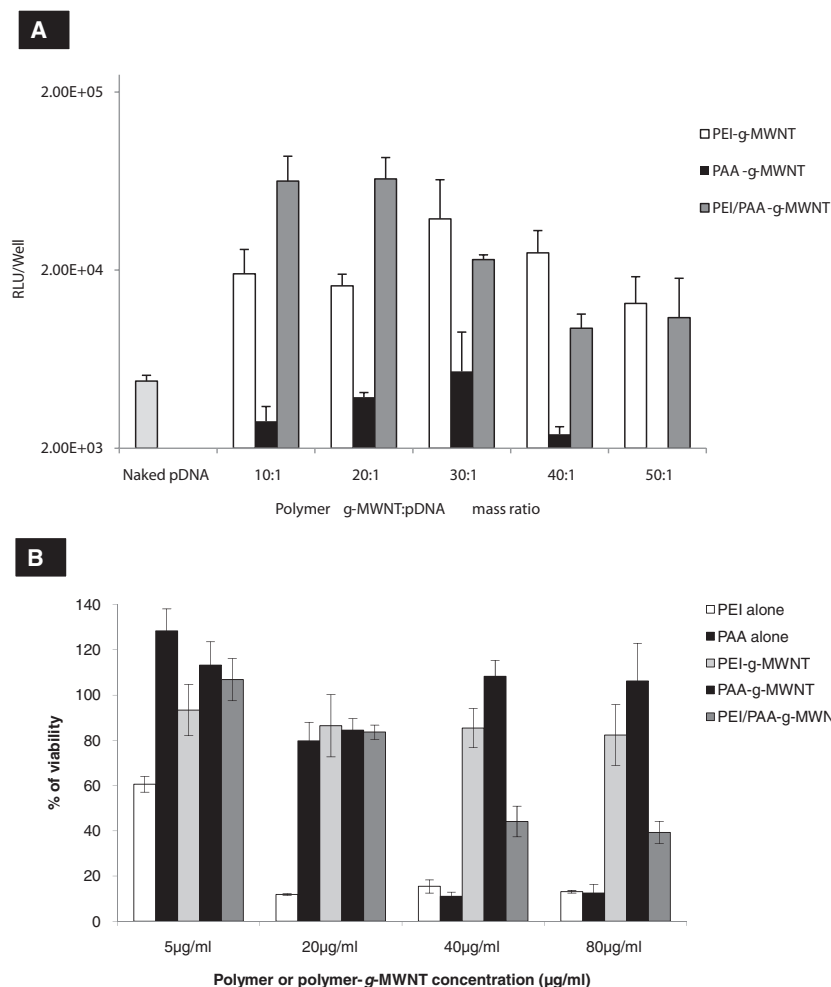 A
2.00E+05
2.00E+04
2.00E+03
RLU/Well
PEI-g-MWNT
PAA-g-MWNT
PEI/PAA-g-MWNT
Naked pDNA 10:1 20:1 30:1 40:1 50:1
Polymer g-MWNT:pDNA mass ratio
B
140
120
100
80
60
40
20
0
% of viability
PEI alone
PAA alone
PEI-g-MWNT
PAA-g-MWNT
PEI/PAA-g-MWN
5µg/ml 20µg/ml 40µg/ml 80µg/ml
Polymer or polymer-g-MWNT concentration (µg/ml)